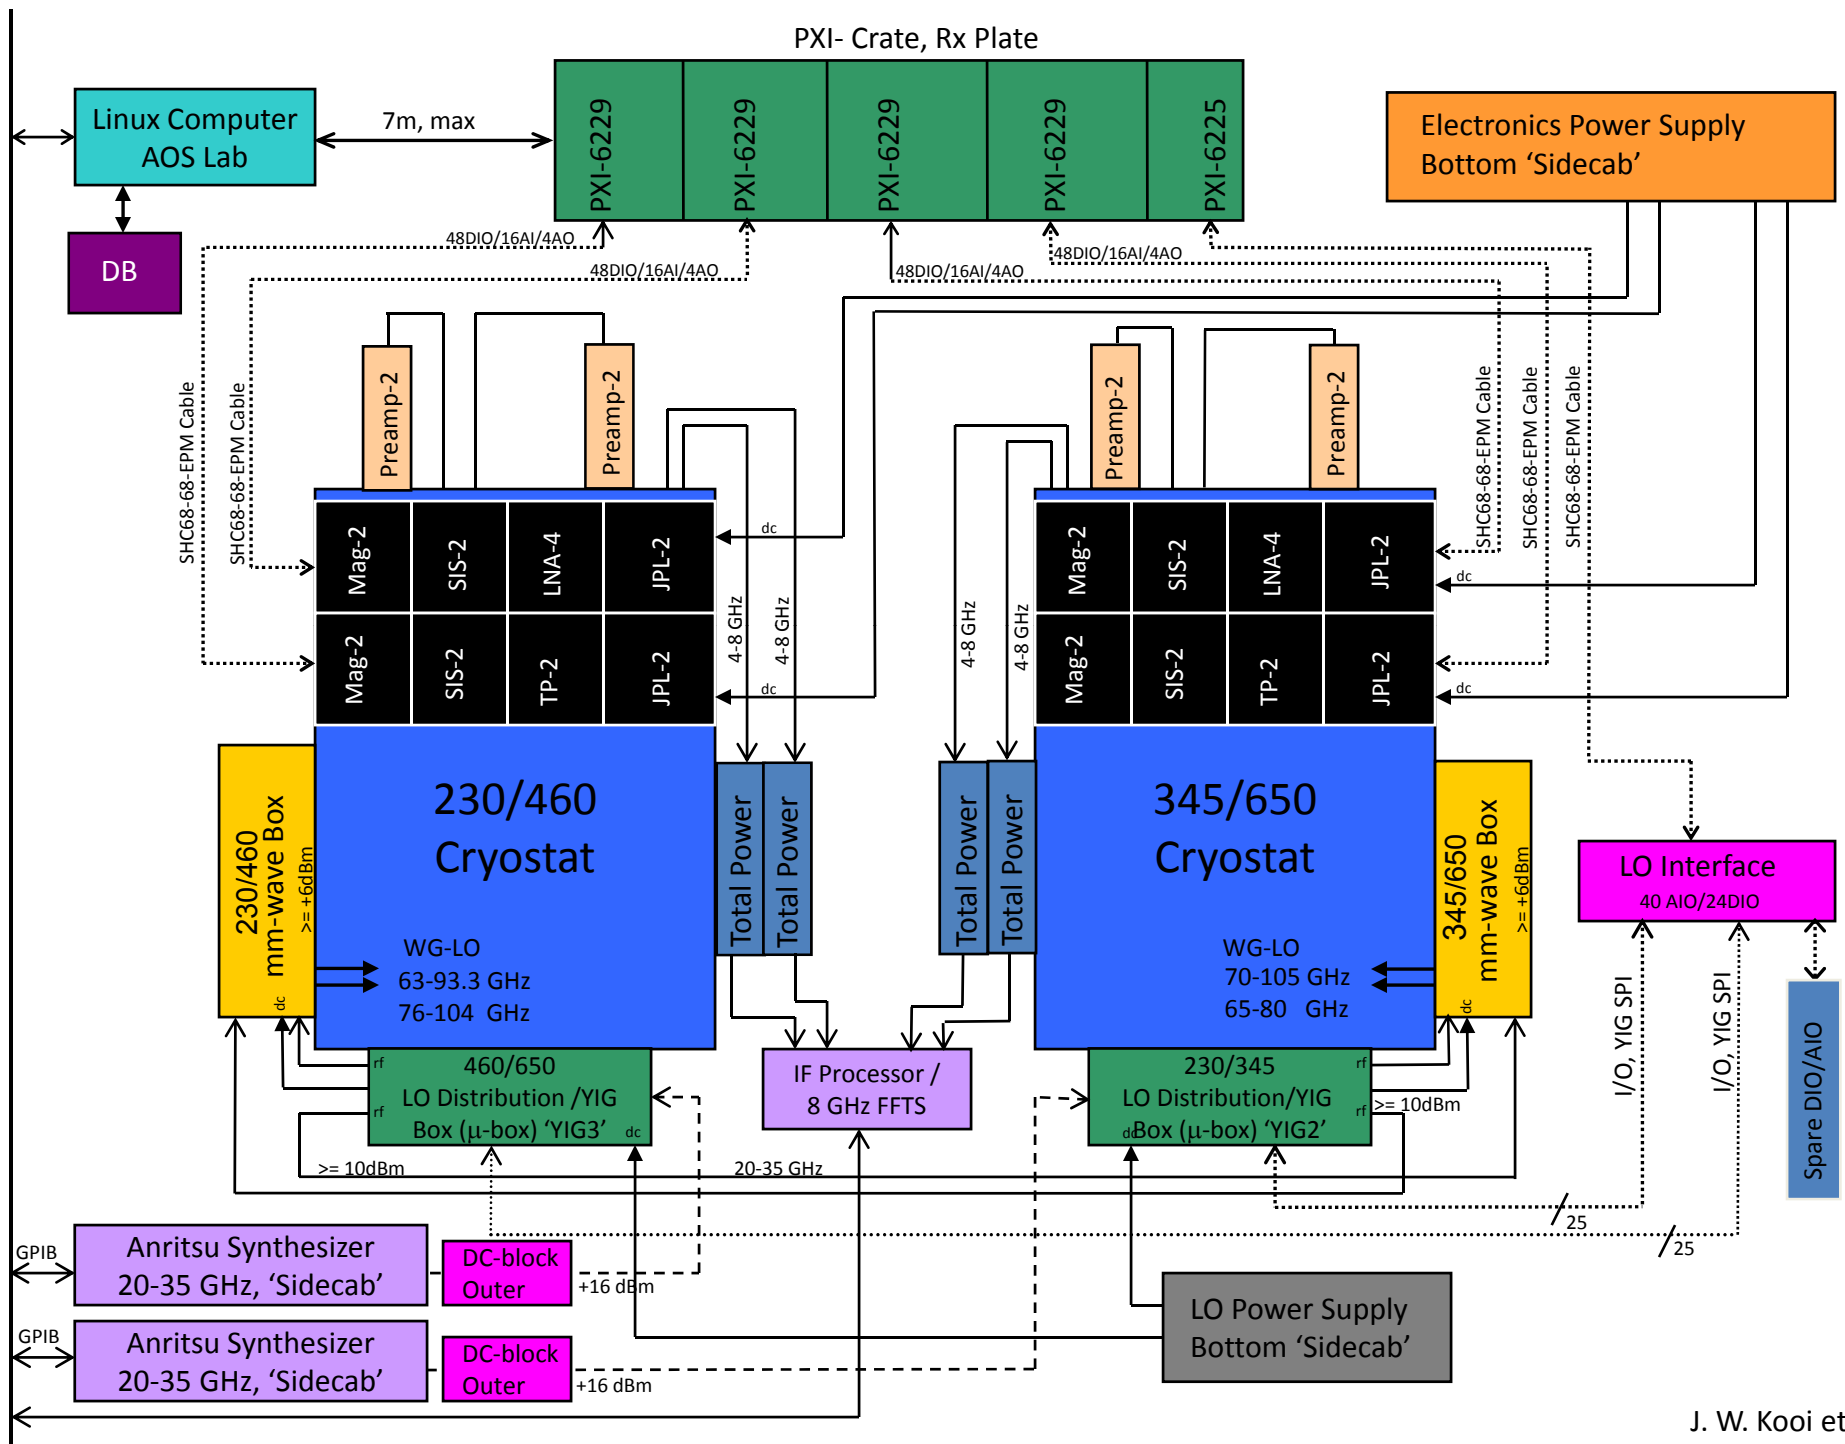 PXI- Crate, Rx Plate
Linux Computer
AOS Lab
7m, max
PXI-6229
PXI-6229
PXI-6229
PXI-6229
PXI-6225
Electronics Power Supply
Bottom ‘Sidecab’
DB
48DIO/16AI/4AO
48DIO/16AI/4AO
48DIO/16AI/4AO
48DIO/16AI/4AO
SHC68-68-EPM Cable
SHC68-68-EPM Cable
Preamp-2
Preamp-2
Preamp-2
Preamp-2
SHC68-68-EPM Cable
SHC68-68-EPM Cable
SHC68-68-EPM Cable
Mag-2
SIS-2
LNA-4
JPL-2
dc
Mag-2
SIS-2
TP-2
JPL-2
dc
4-8 GHz
4-8 GHz
4-8 GHz
4-8 GHz
Mag-2
SIS-2
LNA-4
JPL-2
dc
Mag-2
SIS-2
TP-2
JPL-2
dc
230/460
mm-wave Box
>= +6dBm
dc
230/460
Cryostat
WG-LO
63-93.3 GHz
76-104 GHz
Total Power
Total Power
Total Power
Total Power
345/650
Cryostat
WG-LO
70-105 GHz
65-80 GHz
345/650
mm-wave Box
>= +6dBm
dc
LO Interface
40 AIO/24DIO
I/O, YIG SPI
I/O, YIG SPI
Spare DIO/AIO
460/650
LO Distribution /YIG
Box (µ-box) ‘YIG3’
rf
rf
dc
IF Processor /
8 GHz FFTS
230/345
LO Distribution/YIG
Box (µ-box) ‘YIG2’
rf
rf
dc
>= 10dBm
>= 10dBm
20-35 GHz
25
25
GPIB
Anritsu Synthesizer
20-35 GHz, ‘Sidecab’
DC-block
Outer
+16 dBm
GPIB
Anritsu Synthesizer
20-35 GHz, ‘Sidecab’
DC-block
Outer
+16 dBm
LO Power Supply
Bottom ‘Sidecab’
J. W. Kooi et